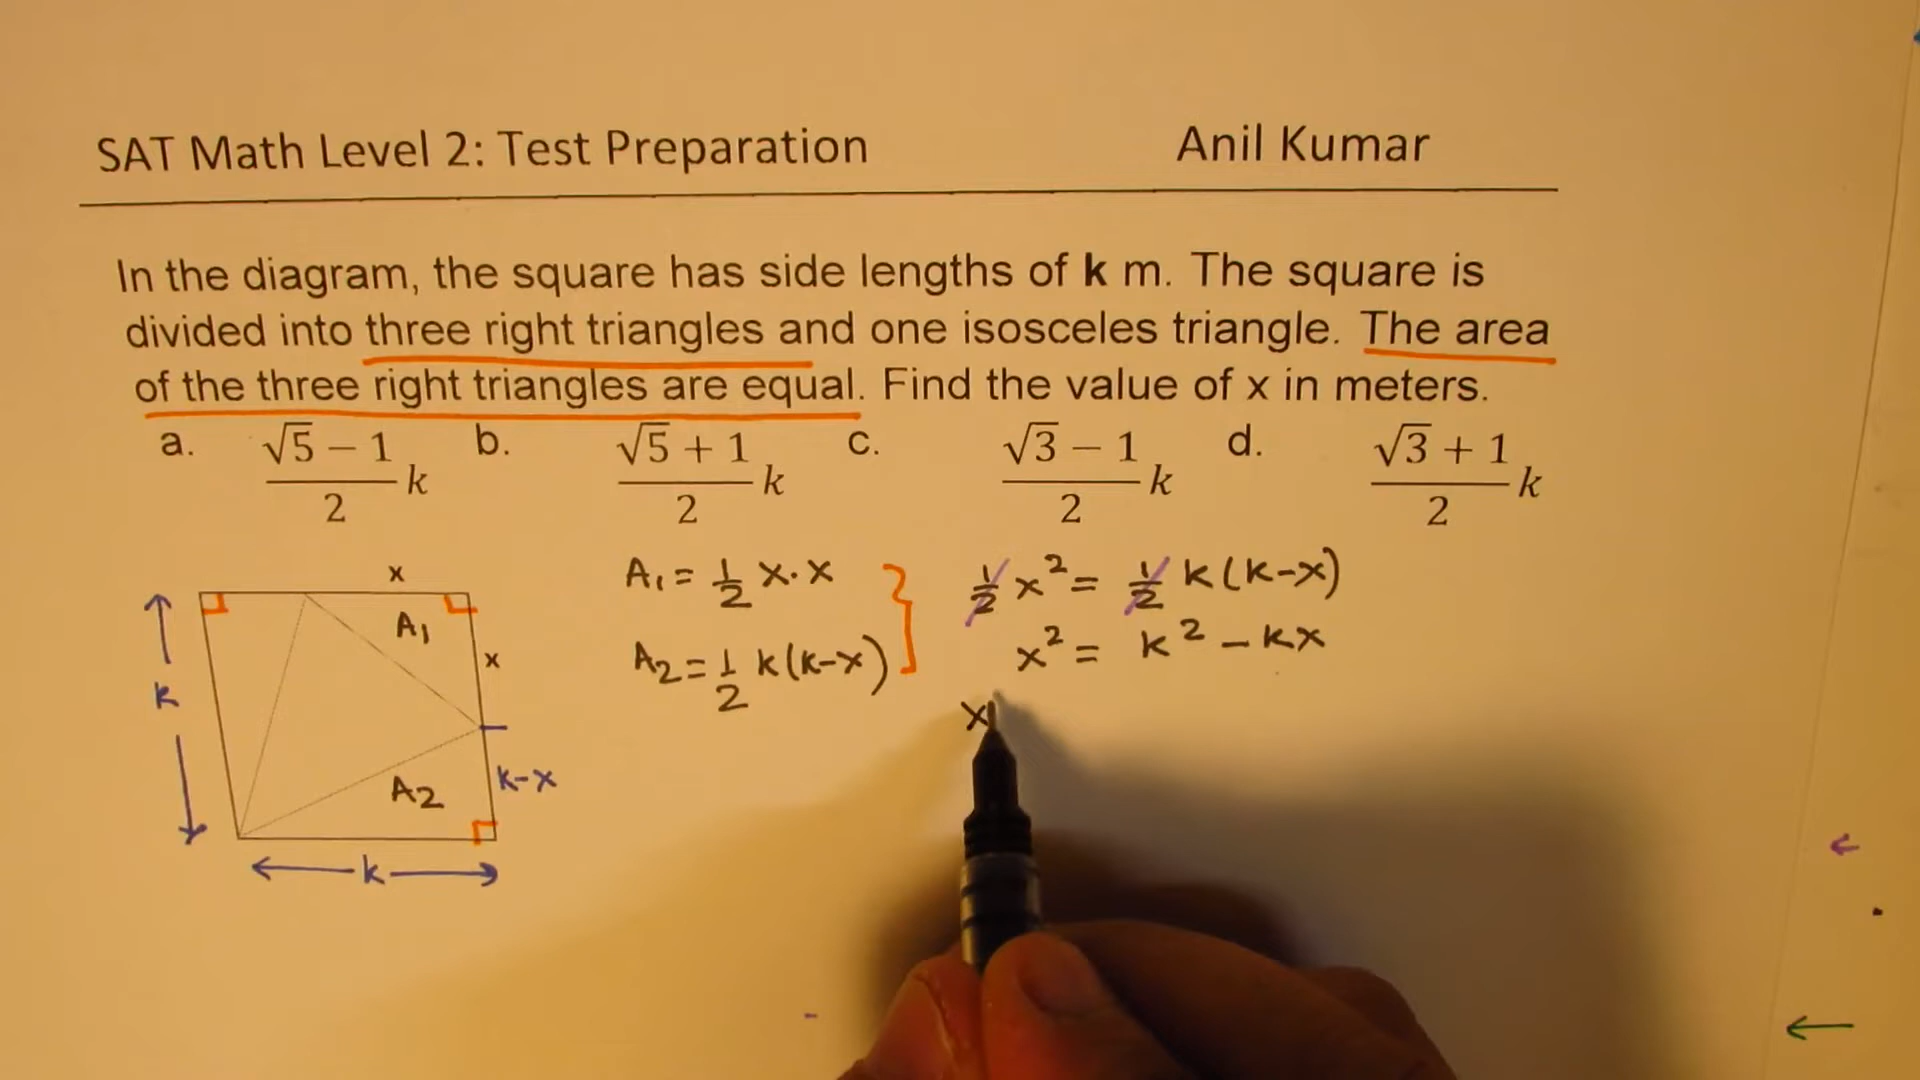 SAT Math Level 2: Test Preparation Anil Kumar
In the diagram, the square has side lengths of k m. The square is
divided into three right triangles and one isosceles triangle. The area
of the three right triangles are equal. Find the value of x in meters.
a. (√5 − 1)/2 k b. (√5 + 1)/2 k c. (√3 − 1)/2 k d. (√3 + 1)/2 k
x
A₁
x
k
A₂
k-x
k
A₁ = 1/2 x·x
A₂ = 1/2 k(k-x)
1/2 x² = 1/2 k(k-x)
x² = k² - kx
x